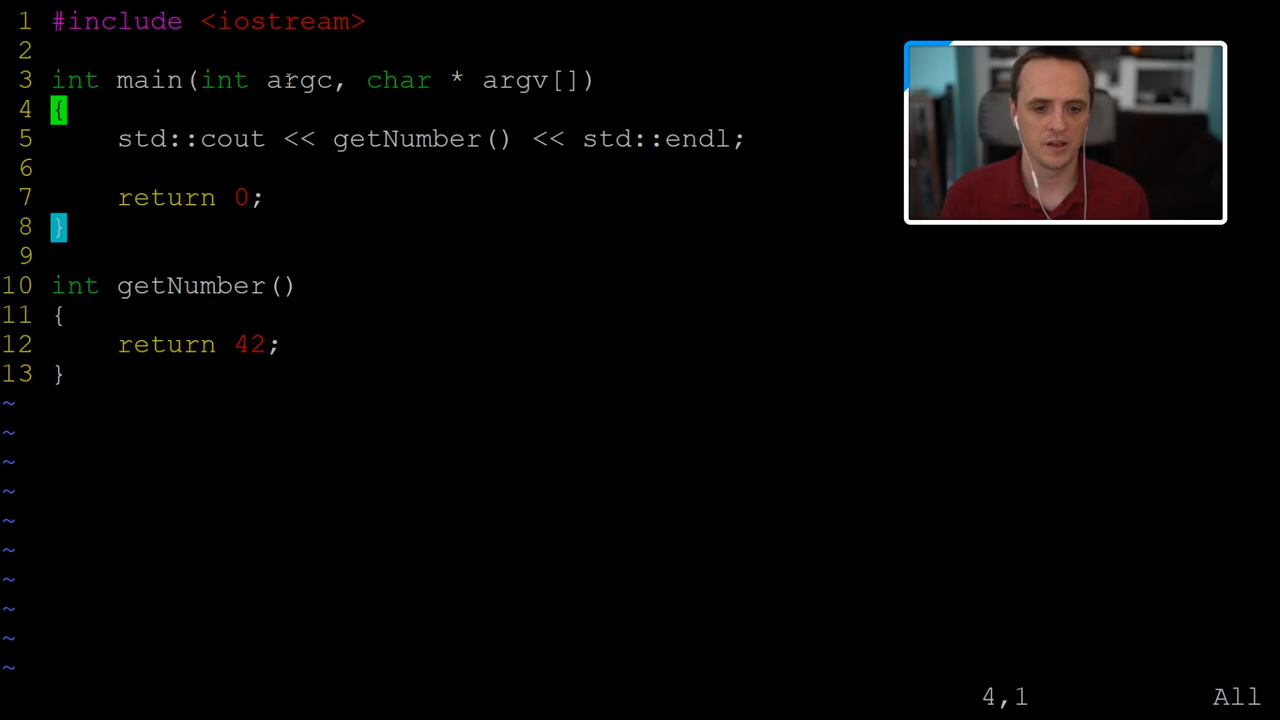 1 #include <iostream>
2
3 int main(int argc, char * argv[])
4 {
5     std::cout << getNumber() << std::endl;
6
7     return 0;
8 }
9
10 int getNumber()
11 {
12     return 42;
13 }
~
~
~
~
~
~
~
~
~
~
4,1 All